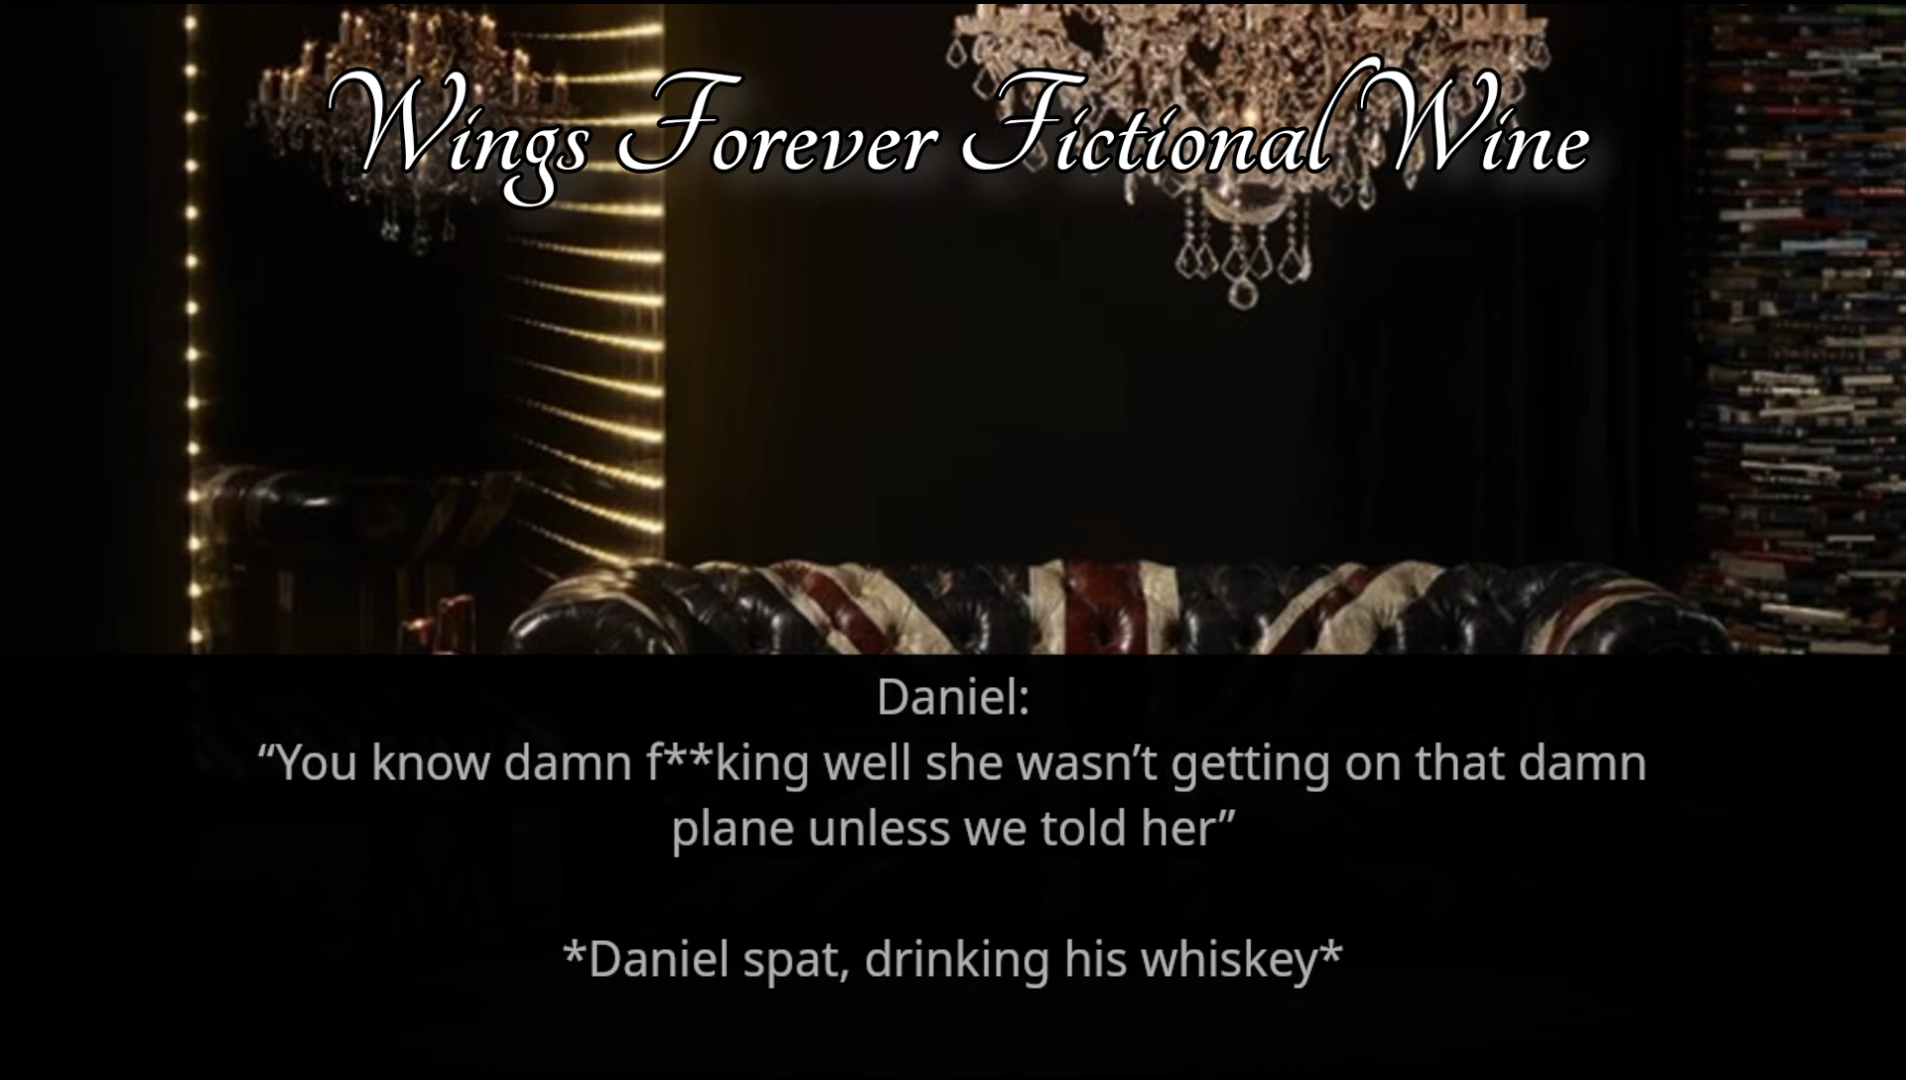 Wings Forever Fictional Wine
Daniel:
“You know damn f**king well she wasn’t getting on that damn
plane unless we told her”
*Daniel spat, drinking his whiskey*